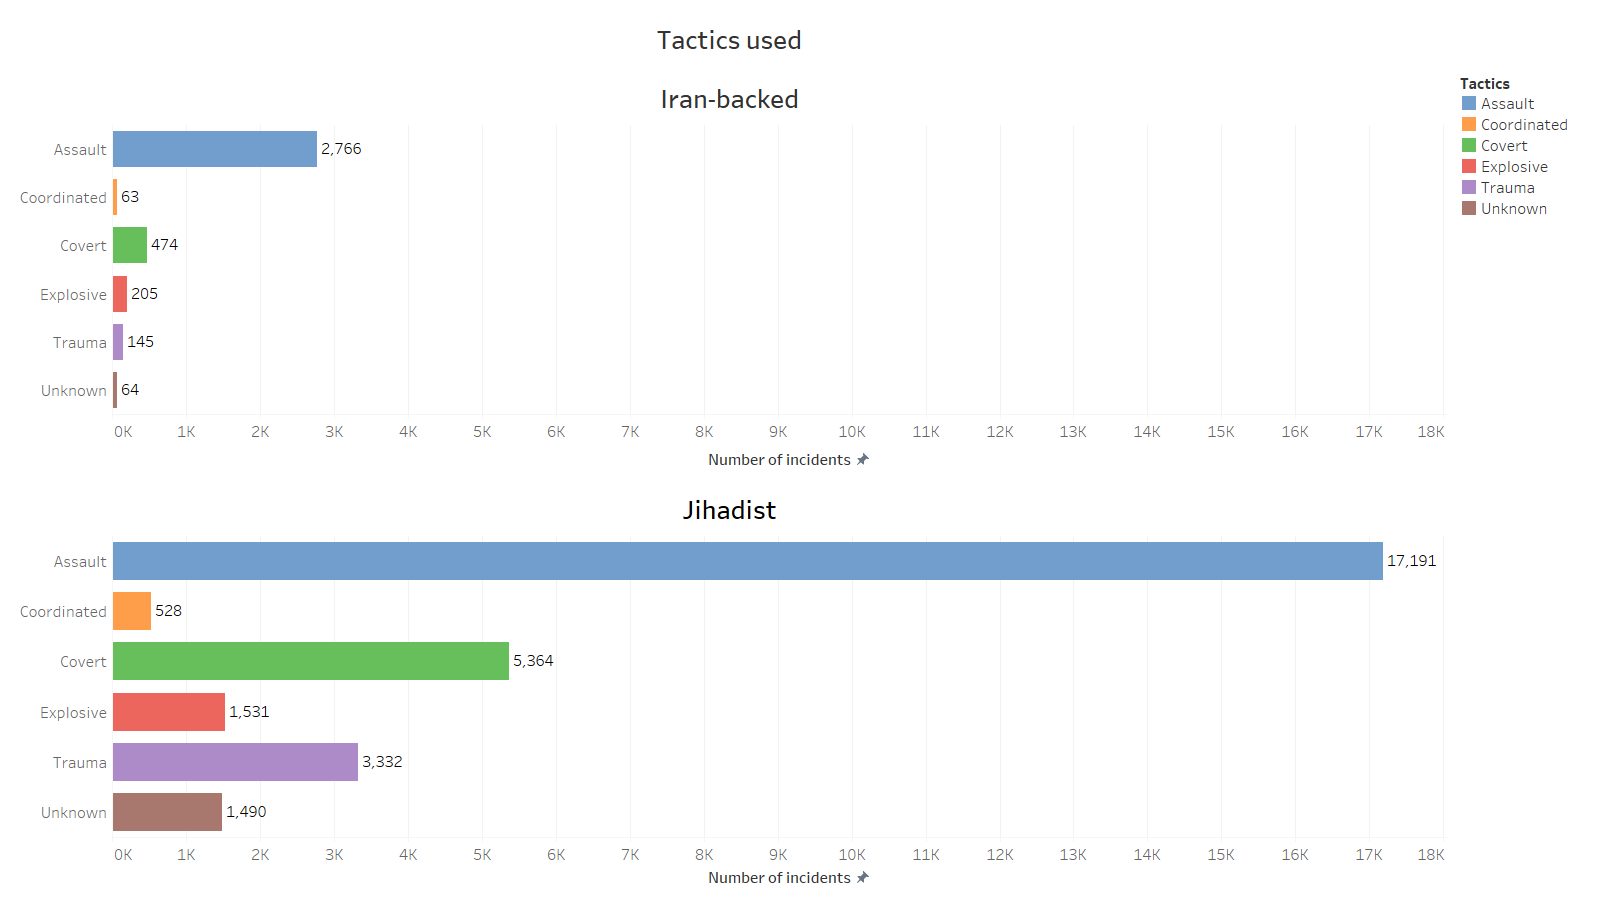 Tactics used
Iran-backed
Assault 2,766
Coordinated 63
Covert 474
Explosive 205
Trauma 145
Unknown 64
0K 1K 2K 3K 4K 5K 6K 7K 8K 9K 10K 11K 12K 13K 14K 15K 16K 17K 18K
Number of incidents
Jihadist
Assault 17,191
Coordinated 528
Covert 5,364
Explosive 1,531
Trauma 3,332
Unknown 1,490
0K 1K 2K 3K 4K 5K 6K 7K 8K 9K 10K 11K 12K 13K 14K 15K 16K 17K 18K
Number of incidents
Tactics
Assault
Coordinated
Covert
Explosive
Trauma
Unknown